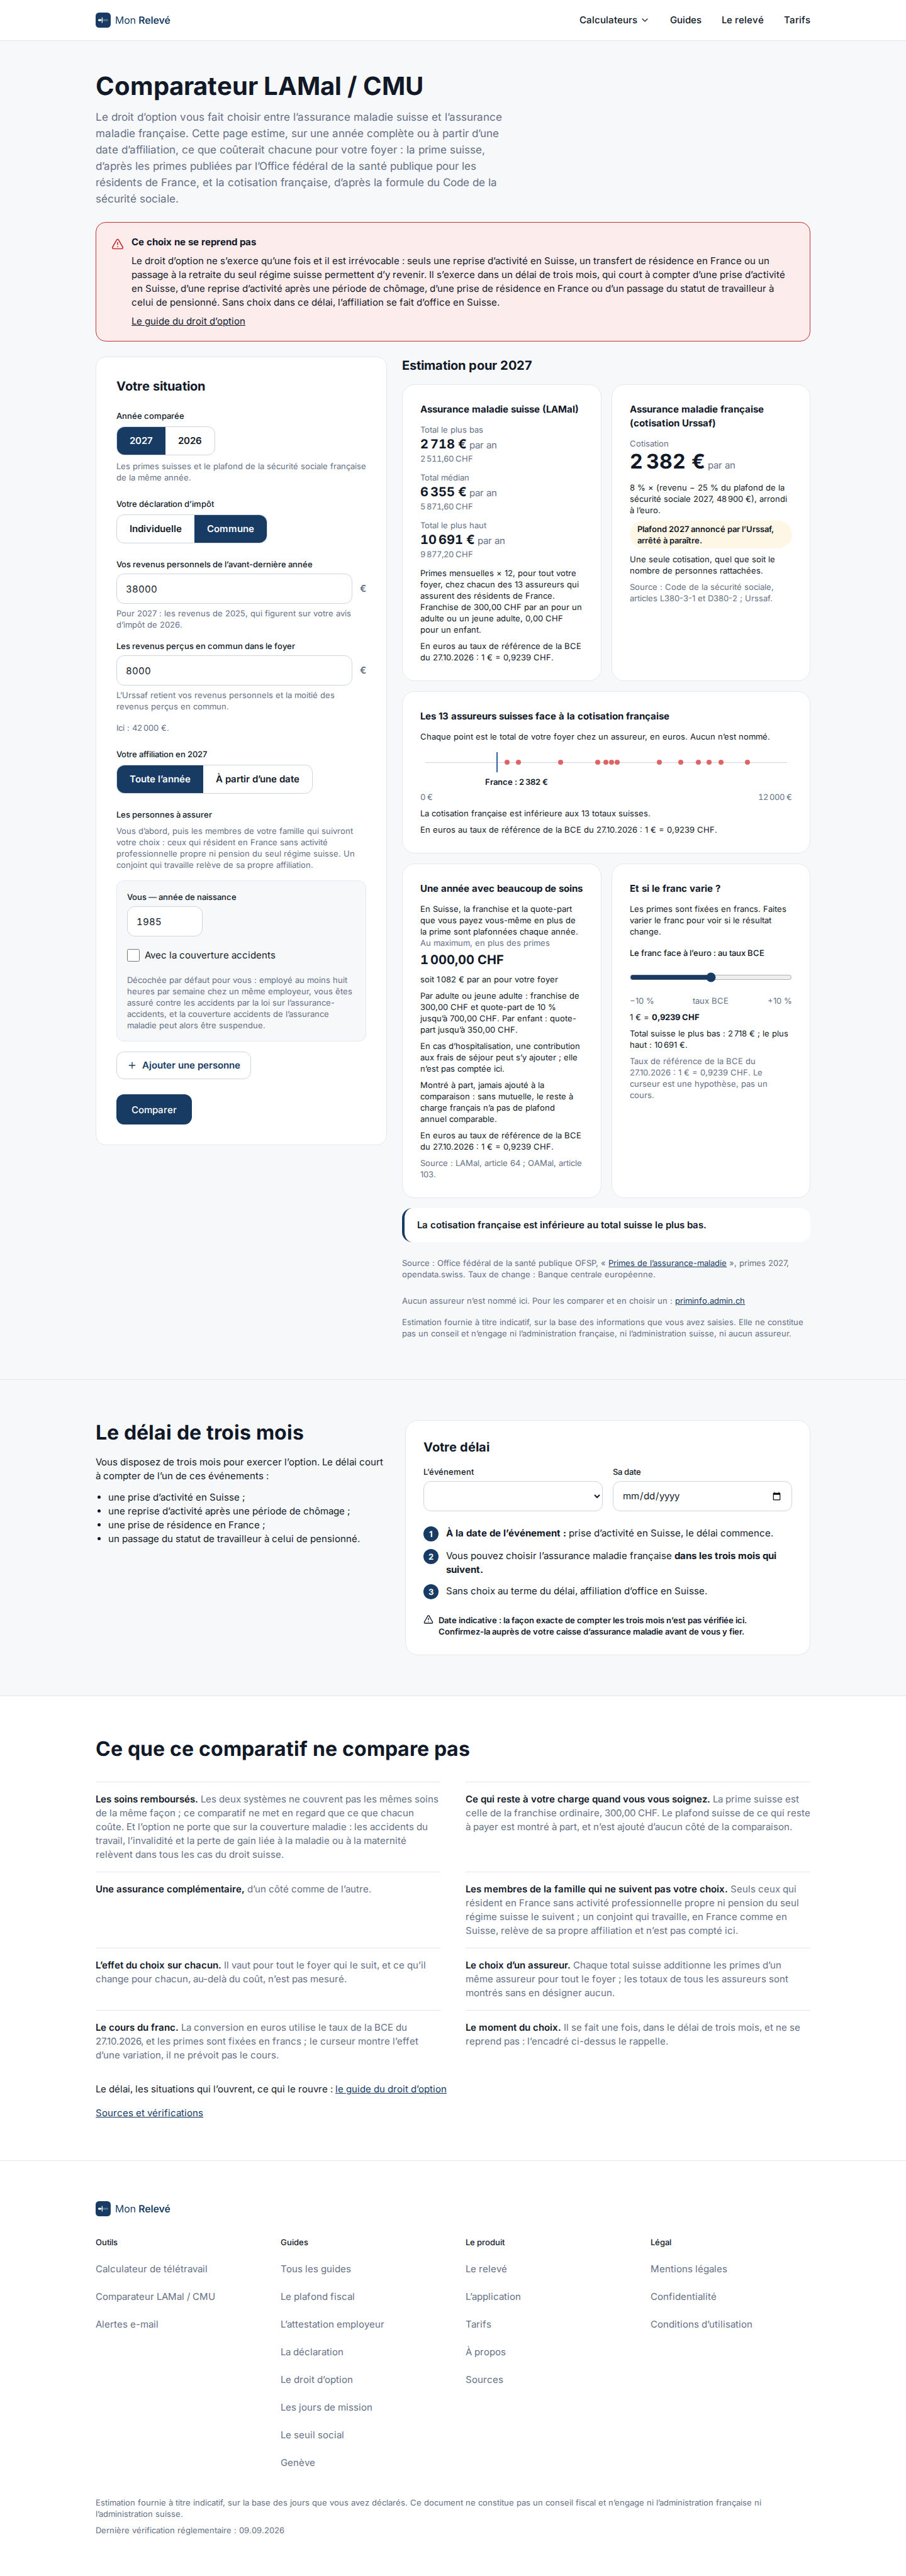 Mon Relevé
Calculateurs
Guides
Le relevé
Tarifs
Comparateur LAMal / CMU
Le droit d’option vous fait choisir entre l’assurance maladie suisse et l’assurance
maladie française. Cette page estime, sur une année complète ou à partir d’une
date d’affiliation, ce que coûterait chacune pour votre foyer : la prime suisse,
d’après les primes publiées par l’Office fédéral de la santé publique pour les
résidents de France, et la cotisation française, d’après la formule du Code de la
sécurité sociale.
Ce choix ne se reprend pas
Le droit d’option ne s’exerce qu’une fois et il est irrévocable : seuls une reprise d’activité en Suisse, un transfert de résidence en France ou un
passage à la retraite du seul régime suisse permettent d’y revenir. Il s’exerce dans un délai de trois mois, qui court à compter d’une prise d’activité
en Suisse, d’une reprise d’activité après une période de chômage, d’une prise de résidence en France ou d’un passage du statut de travailleur à
celui de pensionné. Sans choix dans ce délai, l’affiliation se fait d’office en Suisse.
Le guide du droit d’option
Votre situation
Année comparée
2027
2026
Les primes suisses et le plafond de la sécurité sociale française
de la même année.
Votre déclaration d’impôt
Individuelle
Commune
Vos revenus personnels de l’avant-dernière année
38000
€
Pour 2027 : les revenus de 2025, qui figurent sur votre avis
d’impôt de 2026.
Les revenus perçus en commun dans le foyer
8000
€
L’Urssaf retient vos revenus personnels et la moitié des
revenus perçus en commun.
Ici : 42 000 €.
Votre affiliation en 2027
Toute l’année
À partir d’une date
Les personnes à assurer
Vous d’abord, puis les membres de votre famille qui suivront
votre choix : ceux qui résident en France sans activité
professionnelle propre ni pension du seul régime suisse. Un
conjoint qui travaille relève de sa propre affiliation.
Vous — année de naissance
1985
Avec la couverture accidents
Décochée par défaut pour vous : employé au moins huit
heures par semaine chez un même employeur, vous êtes
assuré contre les accidents par la loi sur l’assurance-
accidents, et la couverture accidents de l’assurance
maladie peut alors être suspendue.
Ajouter une personne
Comparer
Estimation pour 2027
Assurance maladie suisse (LAMal)
Total le plus bas
2 718 € par an
2 511,60 CHF
Total médian
6 355 € par an
5 871,60 CHF
Total le plus haut
10 691 € par an
9 877,20 CHF
Primes mensuelles × 12, pour tout votre
foyer, chez chacun des 13 assureurs qui
assurent des résidents de France.
Franchise de 300,00 CHF par an pour un
adulte ou un jeune adulte, 0,00 CHF
pour un enfant.
En euros au taux de référence de la BCE
du 27.10.2026 : 1 € = 0,9239 CHF.
Assurance maladie française
(cotisation Urssaf)
Cotisation
2 382 € par an
8 % × (revenu − 25 % du plafond de la
sécurité sociale 2027, 48 900 €), arrondi
à l’euro.
Plafond 2027 annoncé par l’Urssaf,
arrêté à paraître.
Une seule cotisation, quel que soit le
nombre de personnes rattachées.
Source : Code de la sécurité sociale,
articles L380-3-1 et D380-2 ; Urssaf.
Les 13 assureurs suisses face à la cotisation française
Chaque point est le total de votre foyer chez un assureur, en euros. Aucun n’est nommé.
France : 2 382 €
0 €
12 000 €
La cotisation française est inférieure aux 13 totaux suisses.
En euros au taux de référence de la BCE du 27.10.2026 : 1 € = 0,9239 CHF.
Une année avec beaucoup de soins
En Suisse, la franchise et la quote-part
que vous payez vous-même en plus de
la prime sont plafonnées chaque année.
Au maximum, en plus des primes
1 000,00 CHF
soit 1 082 € par an pour votre foyer
Par adulte ou jeune adulte : franchise de
300,00 CHF et quote-part de 10 %
jusqu’à 700,00 CHF. Par enfant : quote-
part jusqu’à 350,00 CHF.
En cas d’hospitalisation, une contribution
aux frais de séjour peut s’y ajouter ; elle
n’est pas comptée ici.
Montré à part, jamais ajouté à la
comparaison : sans mutuelle, le reste à
charge français n’a pas de plafond
annuel comparable.
En euros au taux de référence de la BCE
du 27.10.2026 : 1 € = 0,9239 CHF.
Source : LAMal, article 64 ; OAMal, article
103.
Et si le franc varie ?
Les primes sont fixées en francs. Faites
varier le franc pour voir si le résultat
change.
Le franc face à l’euro : au taux BCE
−10 %
taux BCE
+10 %
1 € = 0,9239 CHF
Total suisse le plus bas : 2 718 € ; le plus
haut : 10 691 €.
Taux de référence de la BCE du
27.10.2026 : 1 € = 0,9239 CHF. Le
curseur est une hypothèse, pas un
cours.
La cotisation française est inférieure au total suisse le plus bas.
Source : Office fédéral de la santé publique OFSP, « Primes de l’assurance-maladie », primes 2027,
opendata.swiss. Taux de change : Banque centrale européenne.
Aucun assureur n’est nommé ici. Pour les comparer et en choisir un : priminfo.admin.ch
Estimation fournie à titre indicatif, sur la base des informations que vous avez saisies. Elle ne constitue
pas un conseil et n’engage ni l’administration française, ni l’administration suisse, ni aucun assureur.
Le délai de trois mois
Vous disposez de trois mois pour exercer l’option. Le délai court
à compter de l’un de ces événements :
• une prise d’activité en Suisse ;
• une reprise d’activité après une période de chômage ;
• une prise de résidence en France ;
• un passage du statut de travailleur à celui de pensionné.
Votre délai
L’événement
Sa date
mm/dd/yyyy
1 À la date de l’événement : prise d’activité en Suisse, le délai commence.
2 Vous pouvez choisir l’assurance maladie française dans les trois mois qui
suivent.
3 Sans choix au terme du délai, affiliation d’office en Suisse.
Date indicative : la façon exacte de compter les trois mois n’est pas vérifiée ici.
Confirmez-la auprès de votre caisse d’assurance maladie avant de vous y fier.
Ce que ce comparatif ne compare pas
Les soins remboursés. Les deux systèmes ne couvrent pas les mêmes soins
de la même façon ; ce comparatif ne met en regard que ce que chacun
coûte. Et l’option ne porte que sur la couverture maladie : les accidents du
travail, l’invalidité et la perte de gain liée à la maladie ou à la maternité
relèvent dans tous les cas du droit suisse.
Ce qui reste à votre charge quand vous vous soignez. La prime suisse est
celle de la franchise ordinaire, 300,00 CHF. Le plafond suisse de ce qui reste
à payer est montré à part, et n’est ajouté d’aucun côté de la comparaison.
Une assurance complémentaire, d’un côté comme de l’autre.
Les membres de la famille qui ne suivent pas votre choix. Seuls ceux qui
résident en France sans activité professionnelle propre ni pension du seul
régime suisse le suivent ; un conjoint qui travaille, en France comme en
Suisse, relève de sa propre affiliation et n’est pas compté ici.
L’effet du choix sur chacun. Il vaut pour tout le foyer qui le suit, et ce qu’il
change pour chacun, au-delà du coût, n’est pas mesuré.
Le choix d’un assureur. Chaque total suisse additionne les primes d’un
même assureur pour tout le foyer ; les totaux de tous les assureurs sont
montrés sans en désigner aucun.
Le cours du franc. La conversion en euros utilise le taux de la BCE du
27.10.2026, et les primes sont fixées en francs ; le curseur montre l’effet
d’une variation, il ne prévoit pas le cours.
Le moment du choix. Il se fait une fois, dans le délai de trois mois, et ne se
reprend pas : l’encadré ci-dessus le rappelle.
Le délai, les situations qui l’ouvrent, ce qui le rouvre : le guide du droit d’option
Sources et vérifications
Mon Relevé
Outils
Calculateur de télétravail
Comparateur LAMal / CMU
Alertes e-mail
Guides
Tous les guides
Le plafond fiscal
L’attestation employeur
La déclaration
Le droit d’option
Les jours de mission
Le seuil social
Genève
Le produit
Le relevé
L’application
Tarifs
À propos
Sources
Légal
Mentions légales
Confidentialité
Conditions d’utilisation
Estimation fournie à titre indicatif, sur la base des jours que vous avez déclarés. Ce document ne constitue pas un conseil fiscal et n’engage ni l’administration française ni
l’administration suisse.
Dernière vérification réglementaire : 09.09.2026